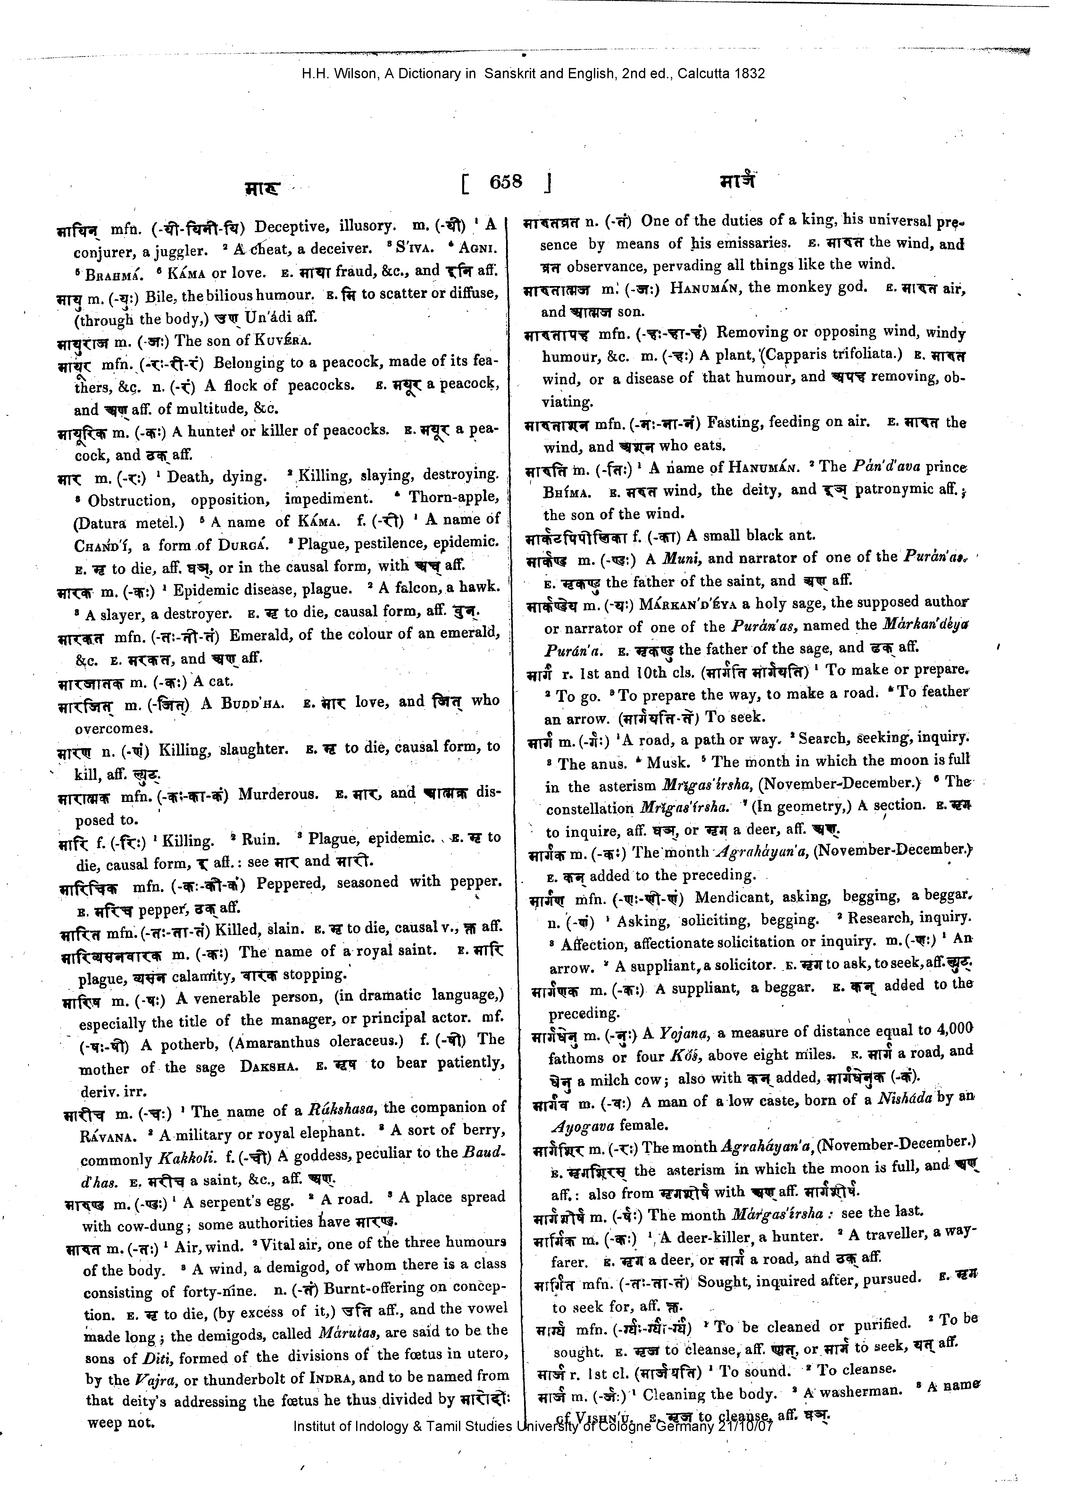 H.H. Wilson, A Dictionary in Sanskrit and English, 2nd ed., Calcutta 1832
मारु [ 658 ] मार्ज
मायिन् mfn. (-यी-यिनी-यि) Deceptive, illusory. m. (-यी) ¹ A
conjurer, a juggler. ² A cheat, a deceiver. ³ S'IVA. ⁴ AGNI.
⁵ BRAHMÁ. ⁶ KÁMA or love. E. माया fraud, &c., and इनि aff.
मायु m. (-युः) Bile, the bilious humour. E. मि to scatter or diffuse,
(through the body,) उण् Un'ádi aff.
मायुराज m. (-जः) The son of KUVÉRA.
मायूर mfn. (-रः-री-रं) Belonging to a peacock, made of its fea-
thers, &c. n. (-रं) A flock of peacocks. E. मयूर a peacock,
and अण् aff. of multitude, &c.
मायूरिक m. (-कः) A hunter or killer of peacocks. E. मयूर a pea-
cock, and ठक् aff.
मार m. (-रः) ¹ Death, dying. ² Killing, slaying, destroying.
³ Obstruction, opposition, impediment. ⁴ Thorn-apple,
(Datura metel.) ⁵ A name of KÁMA. f. (-री) ¹ A name of
CHAŃD'Í, a form of DURGÁ. ² Plague, pestilence, epidemic.
E. मृ to die, aff. घञ्, or in the causal form, with अच् aff.
मारक m. (-कः) ¹ Epidemic disease, plague. ² A falcon, a hawk.
³ A slayer, a destroyer. E. मृ to die, causal form, aff. वुन्.
मारकत mfn. (-तः-ती-तं) Emerald, of the colour of an emerald,
&c. E. मरकत, and अण् aff.
मारजातक m. (-कः) A cat.
मारजित् m. (-जित्) A BUDD'HA. E. मार love, and जित् who
overcomes.
मारण n. (-णं) Killing, slaughter. E. मृ to die, causal form, to
kill, aff. ल्युट्.
मारात्मक mfn. (-कः-का-कं) Murderous. E. मार, and आत्मक dis-
posed to.
मारि f. (-रिः) ¹ Killing. ² Ruin. ³ Plague, epidemic. E. मृ to
die, causal form, इ aff. : see मार and मारी.
मारिचिक mfn. (-कः-की-कं) Peppered, seasoned with pepper.
E. मरिच pepper, ठक् aff.
मारित mfn. (-तः-ता-तं) Killed, slain. E. मृ to die, causal v., क्त aff.
मारिव्यसनवारक m. (-कः) The name of a royal saint. E. मारि
plague, व्यसन calamity, वारक stopping.
मारिष m. (-षः) A venerable person, (in dramatic language,)
especially the title of the manager, or principal actor. mf.
(-षः-षी) A potherb, (Amaranthus oleraceus.) f. (-षी) The
mother of the sage DAKSHA. E. मृष to bear patiently,
deriv. irr.
मारीच m. (-चः) ¹ The name of a Rákshasa, the companion of
RÁVANA. ² A military or royal elephant. ³ A sort of berry,
commonly Kakkoli. f. (-ची) A goddess, peculiar to the Baud-
d'has. E. मरीच a saint, &c., aff. अण्.
मारुण्ड m. (-ण्डः) ¹ A serpent's egg. ² A road. ³ A place spread
with cow-dung; some authorities have मारण्ड.
मारुत m. (-तः) ¹ Air, wind. ² Vital air, one of the three humours
of the body. ³ A wind, a demigod, of whom there is a class
consisting of forty-nine. n. (-तं) Burnt-offering on concep-
tion. E. मृ to die, (by excess of it,) उति aff., and the vowel
made long; the demigods, called Márutas, are said to be the
sons of Diti, formed of the divisions of the fœtus in utero,
by the Vajra, or thunderbolt of INDRA, and to be named from
that deity's addressing the fœtus he thus divided by मारोदीः
weep not.
मारुतव्रत n. (-तं) One of the duties of a king, his universal pre-
sence by means of his emissaries. E. मारुत the wind, and
व्रत observance, pervading all things like the wind.
मारुतात्मज m. (-जः) HANUMÁN, the monkey god. E. मारुत air,
and आत्मज son.
मारुतापह mfn. (-हः-हा-हं) Removing or opposing wind, windy
humour, &c. m. (-हः) A plant, (Capparis trifoliata.) E. मारुत
wind, or a disease of that humour, and अपह removing, ob-
viating.
मारुताशन mfn. (-नः-ना-नं) Fasting, feeding on air. E. मारुत the
wind, and अशन who eats.
मारुति m. (-तिः) ¹ A name of HANUMÁN. ² The Páń'd'ava prince
BHÍMA. E. मरुत wind, the deity, and इञ् patronymic aff.;
the son of the wind.
मार्कटपिपीलिका f. (-का) A small black ant.
मार्कण्ड m. (-ण्डः) A Muni, and narrator of one of the Purán'as.
E. मृकण्डु the father of the saint, and अण् aff.
मार्कण्डेय m. (-यः) MÁRKAN'D'ÉYA a holy sage, the supposed author
or narrator of one of the Purán'as, named the Márkan'déya
Purán'a. E. मृकण्डु the father of the sage, and ढक् aff.
मार्ग r. 1st and 10th cls. (मार्गति मार्गयति) ¹ To make or prepare.
² To go. ³ To prepare the way, to make a road. ⁴ To feather
an arrow. (मार्गयति-ते) To seek.
मार्ग m. (-र्गः) ¹ A road, a path or way. ² Search, seeking, inquiry.
³ The anus. ⁴ Musk. ⁵ The month in which the moon is full
in the asterism Mrigas'irsha, (November-December.) ⁶ The
constellation Mrigas'irsha. ⁷ (In geometry,) A section. E. मृग
to inquire, aff. घञ्, or मृग a deer, aff. अण्.
मार्गक m. (-कः) The month Agraháyan'a, (November-December.)
E. कन् added to the preceding.
मार्गण mfn. (-णः-णी-णं) Mendicant, asking, begging, a beggar.
n. (-णं) ¹ Asking, soliciting, begging. ² Research, inquiry.
³ Affection, affectionate solicitation or inquiry. m. (-णः) ¹ An
arrow. ² A suppliant, a solicitor. E. मृग to ask, to seek, aff. ल्युट्.
मार्गणक m. (-कः) A suppliant, a beggar. E. कन् added to the
preceding.
मार्गधेनु m. (-नुः) A Yojana, a measure of distance equal to 4,000
fathoms or four Kós, above eight miles. E. मार्ग a road, and
धेनु a milch cow; also with कन् added, मार्गधेनुक (-कं).
मार्गव m. (-वः) A man of a low caste, born of a Nisháda by an
Ayogava female.
मार्गशिर m. (-रः) The month Agraháyan'a, (November-December.)
E. मृगशिरस् the asterism in which the moon is full, and अण्
aff. : also from मृगशीर्ष with अण् aff. मार्गशीर्ष.
मार्गशीर्ष m. (-र्षः) The month Márgas'írsha : see the last.
मार्गिक m. (-कः) ¹ A deer-killer, a hunter. ² A traveller, a way-
farer. E. मृग a deer, or मार्ग a road, and ठक् aff.
मार्गित mfn. (-तः-ता-तं) Sought, inquired after, pursued. E. मृग
to seek for, aff. क्त.
मार्ग्य mfn. (-र्ग्यः-र्ग्या-र्ग्यं) ¹ To be cleaned or purified. ² To be
sought. E. मृज to cleanse, aff. ण्यत्, or मार्ग to seek, यत् aff.
मार्ज r. 1st cl. (मार्जयति) ¹ To sound. ² To cleanse.
मार्ज m. (-र्जः) ¹ Cleaning the body. ² A washerman. ³ A name
of VISHN'U. E. मृज to cleanse, aff. घञ्.
Institut of Indology & Tamil Studies University of Cologne Germany 21/10/07